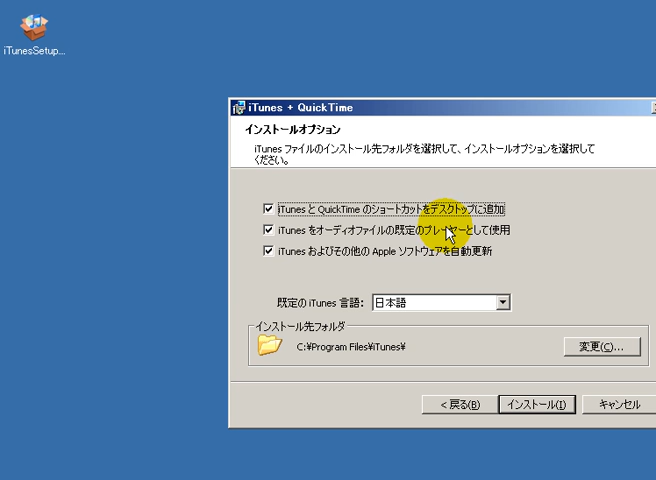 iTunesSetup...
iTunes + QuickTime
インストールオプション
iTunes ファイルのインストール先フォルダを選択して、インストールオプションを選択して
ください。
iTunes と QuickTime のショートカットをデスクトップに追加
iTunes をオーディオファイルの既定のプレーヤーとして使用
iTunes およびその他の Apple ソフトウェアを自動更新
既定の iTunes 言語: 日本語
インストール先フォルダ
C:¥Program Files¥iTunes¥
変更(C)...
< 戻る(B) インストール(I) キャンセル